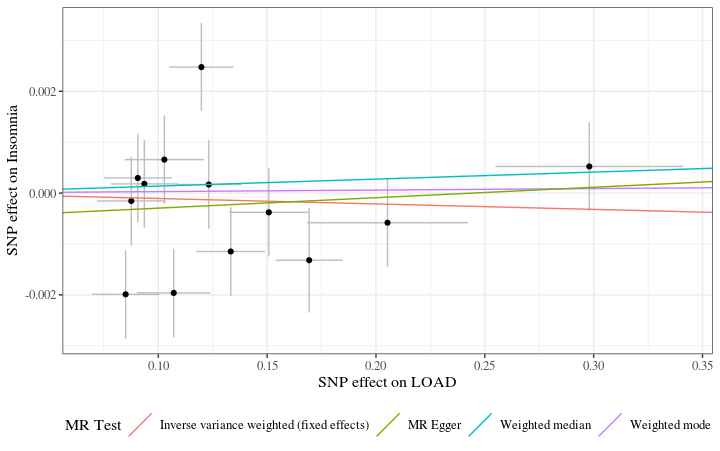 SNP effect on Insomnia
0.002
0.000
-0.002
0.10 0.15 0.20 0.25 0.30 0.35
SNP effect on LOAD
MR Test Inverse variance weighted (fixed effects) MR Egger Weighted median Weighted mode